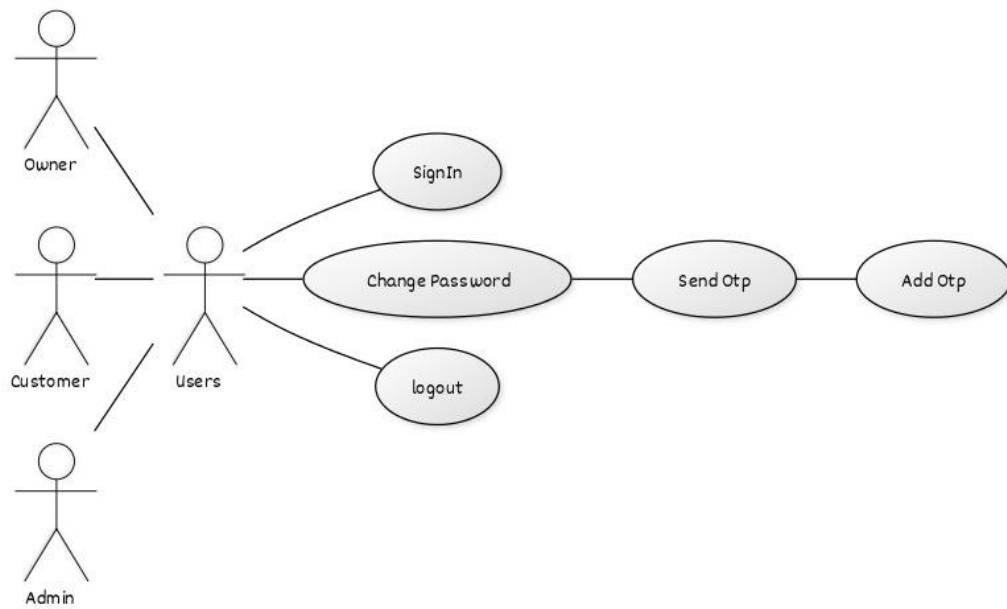 Owner
SignIn
Change Password
Send Otp
Add Otp
Customer
Users
logout
Admin